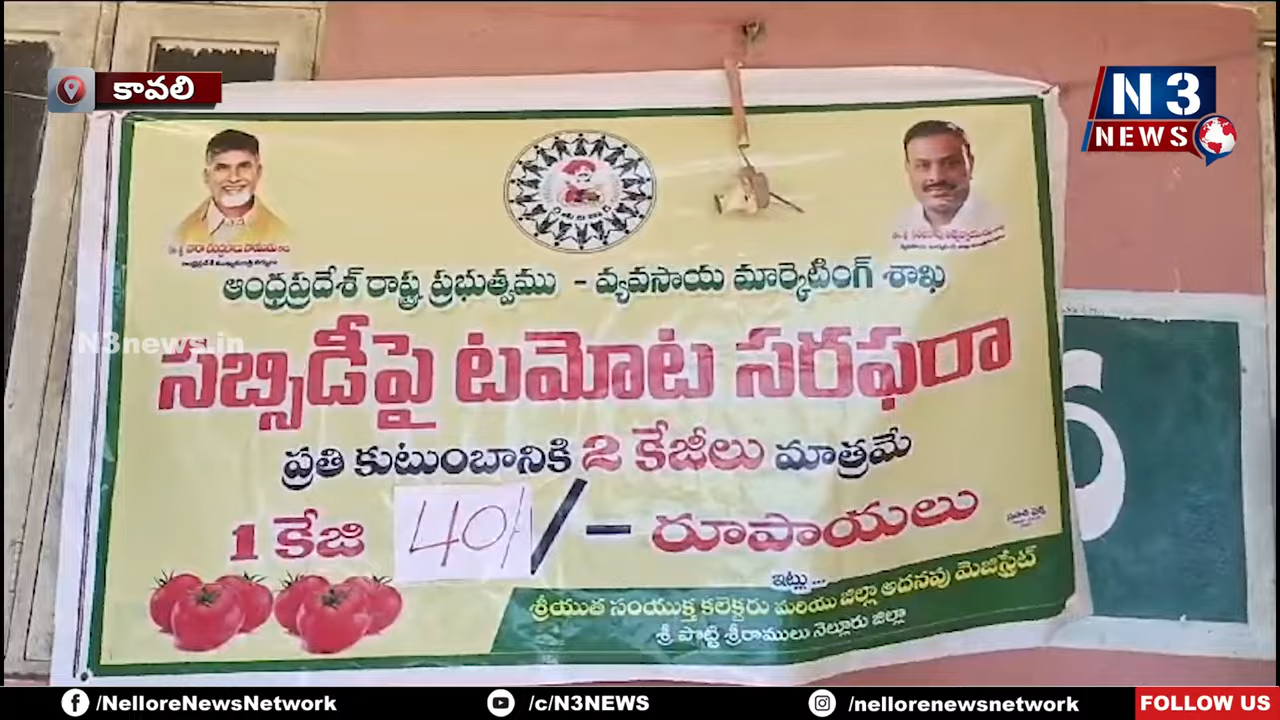 కావలి
N3
NEWS
N3news.in
ఆంధ్రప్రదేశ్ రాష్ట్ర ప్రభుత్వము - వ్యవసాయ మార్కెటింగ్ శాఖ
సబ్సిడీపై టమోట సరఫరా
ప్రతి కుటుంబానికి 2 కేజీలు మాత్రమే
1 కేజి 40/- రూపాయలు
ఇట్లు ...
శ్రీయుత సంయుక్త కలెక్టరు మరియు జిల్లా అదనపు మెజిస్ట్రేట్
శ్రీ పొట్టి శ్రీరాములు నెల్లూరు జిల్లా
6
/NelloreNewsNetwork /c/N3NEWS /nellorenewsnetwork FOLLOW US